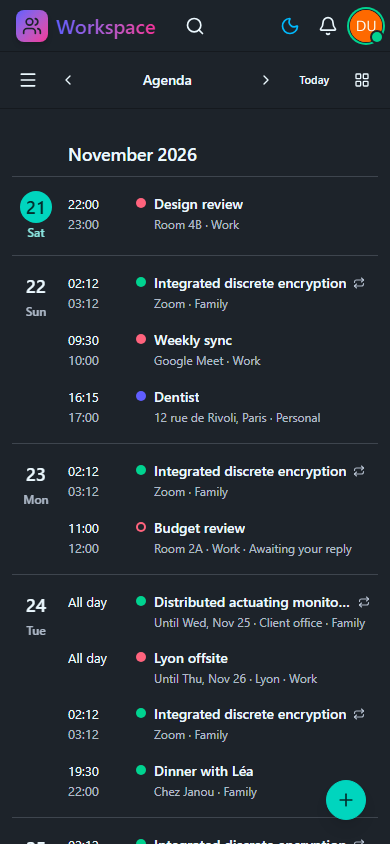 Workspace
DU
Agenda
Today
November 2026
21
Sat
22:00
23:00
Design review
Room 4B · Work
22
Sun
02:12
03:12
Integrated discrete encryption
Zoom · Family
09:30
10:00
Weekly sync
Google Meet · Work
16:15
17:00
Dentist
12 rue de Rivoli, Paris · Personal
23
Mon
02:12
03:12
Integrated discrete encryption
Zoom · Family
11:00
12:00
Budget review
Room 2A · Work · Awaiting your reply
24
Tue
All day
Distributed actuating monito...
Until Wed, Nov 25 · Client office · Family
All day
Lyon offsite
Until Thu, Nov 26 · Lyon · Work
02:12
03:12
Integrated discrete encryption
Zoom · Family
19:30
22:00
Dinner with Léa
Chez Janou · Family